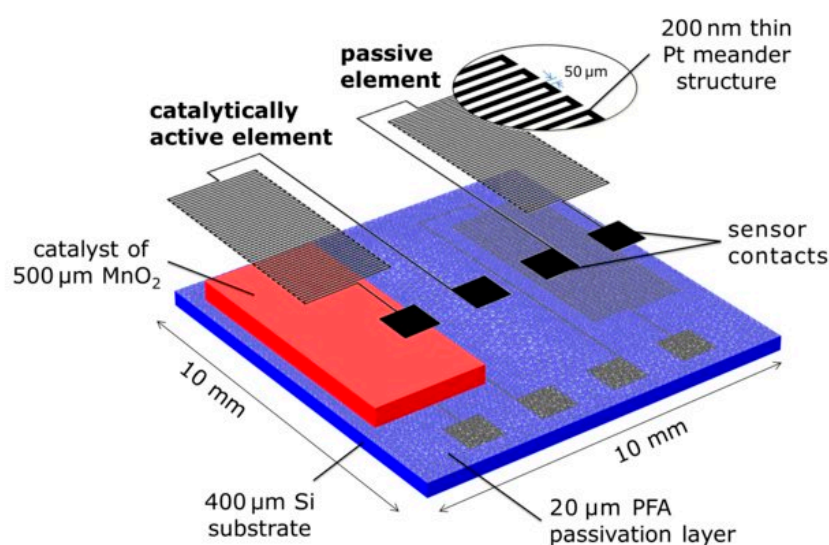 200 nm thin
Pt meander
structure
50 µm
passive
element
catalytically
active element
sensor
contacts
catalyst of
500 µm MnO₂
10 mm
10 mm
400 µm Si
substrate
20 µm PFA
passivation layer